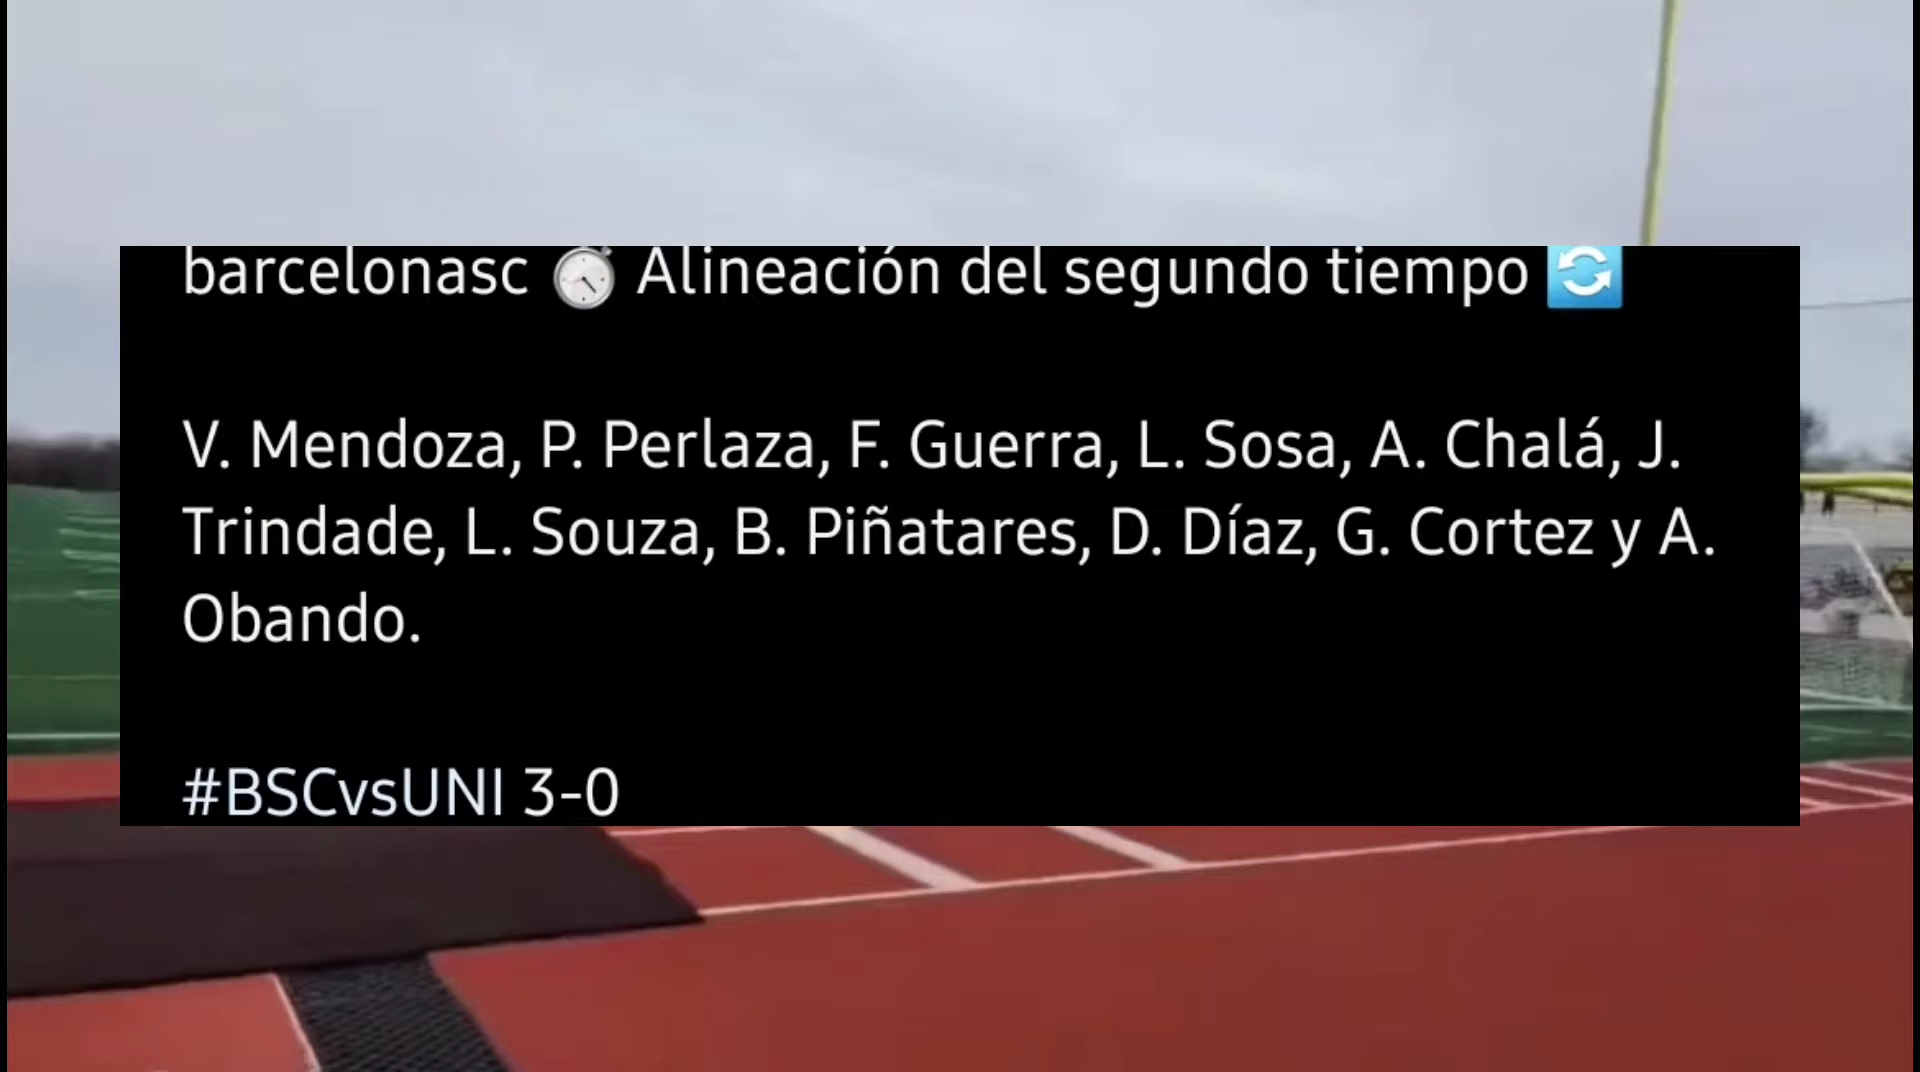 barcelonasc ⏱ Alineación del segundo tiempo 🔄
V. Mendoza, P. Perlaza, F. Guerra, L. Sosa, A. Chalá, J.
Trindade, L. Souza, B. Piñatares, D. Díaz, G. Cortez y A.
Obando.
#BSCvsUNI 3-0